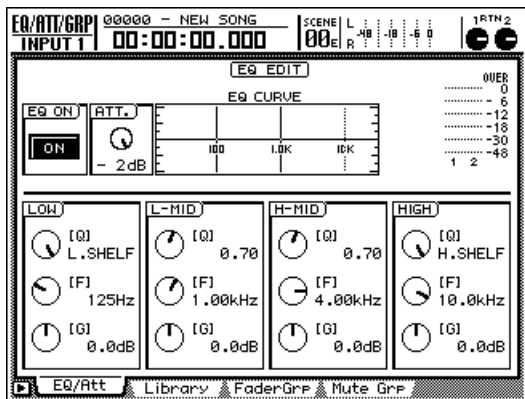 EQ/ATT/GRP 00000 - NEW SONG SCENE L 1RTN2
INPUT 1 00:00:00.000 00E R -48 -18 -6 0
EQ EDIT
EQ CURVE
EQ ON ATT.
ON
- 2dB
100 1.0K 10K
OVER
0
- 6
-12
-18
-30
-48
1 2
LOW L-MID H-MID HIGH
[Q] [Q] [Q] [Q]
L.SHELF 0.70 0.70 H.SHELF
[F] [F] [F] [F]
125Hz 1.00kHz 4.00kHz 10.0kHz
[G] [G] [G] [G]
0.0dB 0.0dB 0.0dB 0.0dB
EQ/Att Library FaderGrp Mute Grp